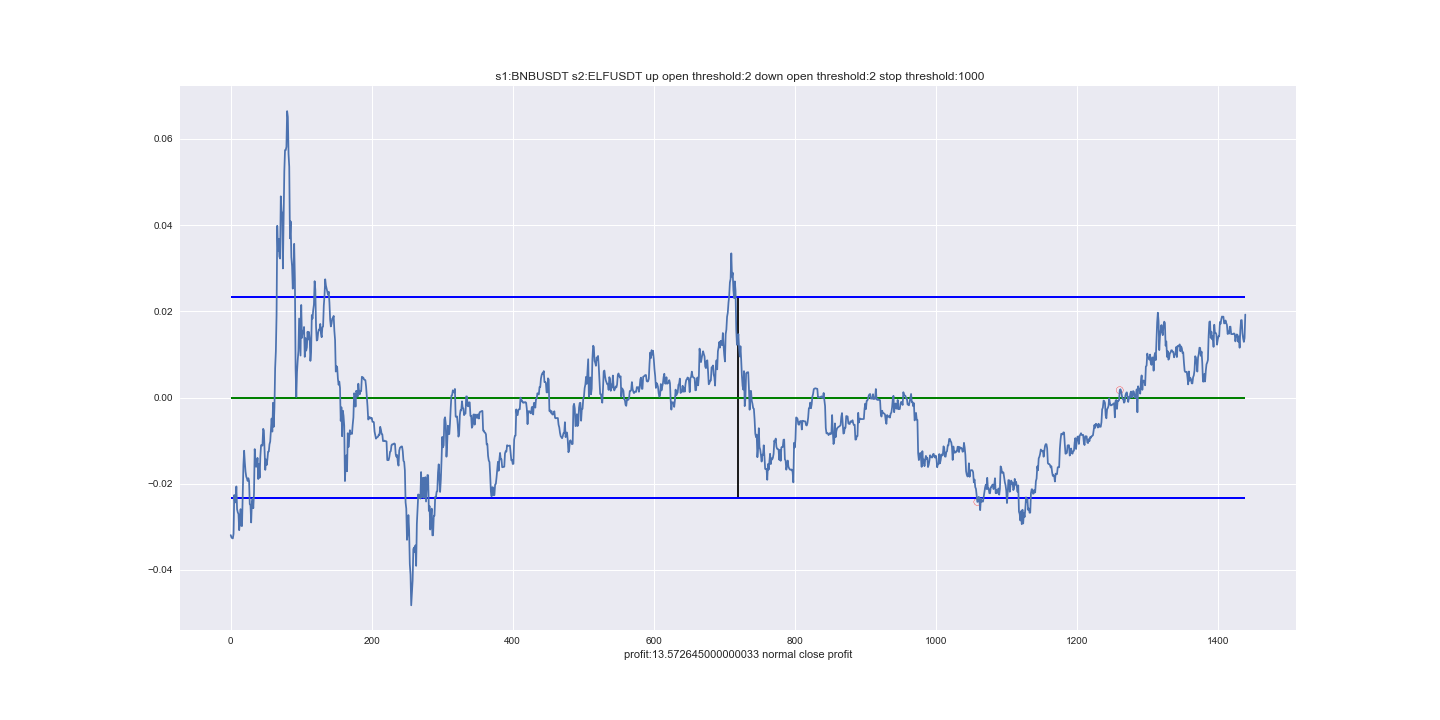 s1:BNBUSDT s2:ELFUSDT up open threshold:2 down open threshold:2 stop threshold:1000
0.06
0.04
0.02
0.00
−0.02
−0.04
0 200 400 600 800 1000 1200 1400
profit:13.572645000000033 normal close profit